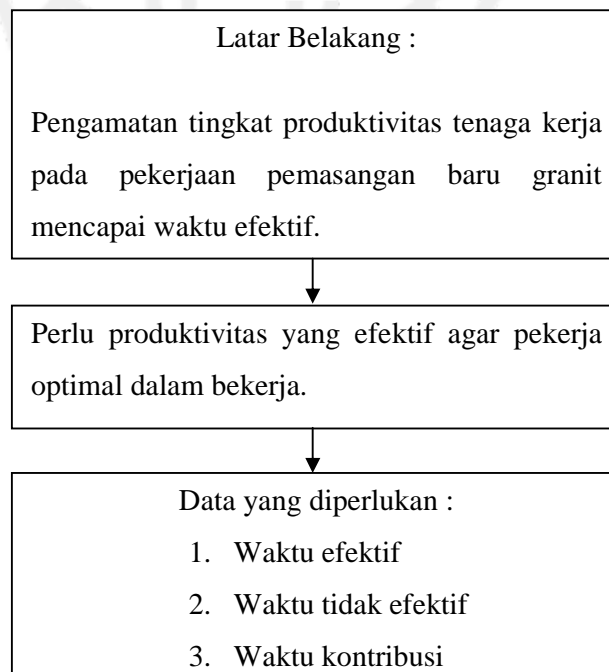 Latar Belakang :
Pengamatan tingkat produktivitas tenaga kerja
pada pekerjaan pemasangan baru granit
mencapai waktu efektif.
Perlu produktivitas yang efektif agar pekerja
optimal dalam bekerja.
Data yang diperlukan :
1. Waktu efektif
2. Waktu tidak efektif
3. Waktu kontribusi